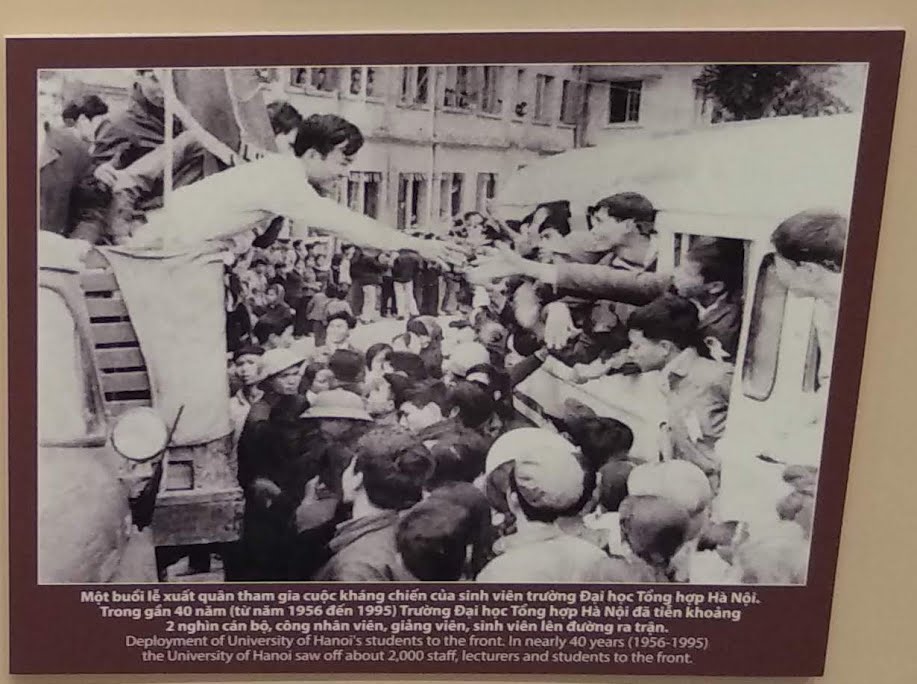 Một buổi lễ xuất quân tham gia cuộc kháng chiến của sinh viên trường Đại học Tổng hợp Hà Nội.
Trong gần 40 năm (từ năm 1956 đến 1995) Trường Đại học Tổng hợp Hà Nội đã tiễn khoảng
2 nghìn cán bộ, công nhân viên, giảng viên, sinh viên lên đường ra trận.
Deployment of University of Hanoi's students to the front. In nearly 40 years (1956-1995)
the University of Hanoi saw off about 2,000 staff, lecturers and students to the front.